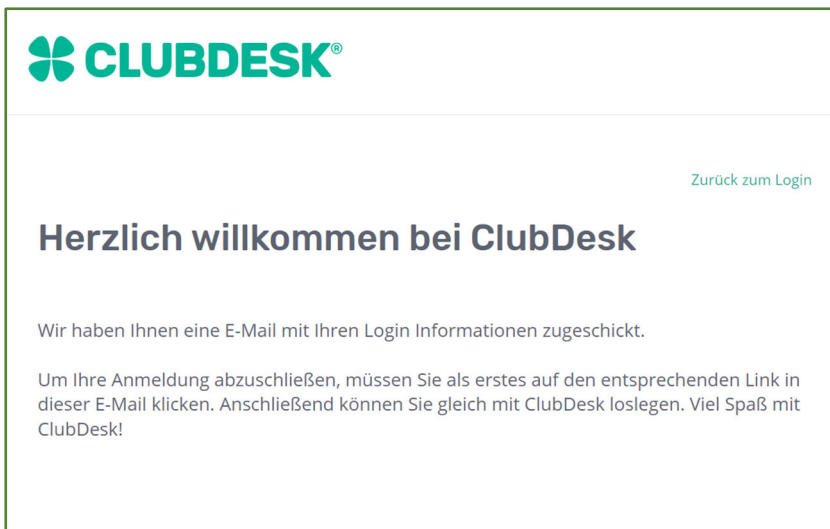 CLUBDESK®
Zurück zum Login
Herzlich willkommen bei ClubDesk
Wir haben Ihnen eine E-Mail mit Ihren Login Informationen zugeschickt.
Um Ihre Anmeldung abzuschließen, müssen Sie als erstes auf den entsprechenden Link in
dieser E-Mail klicken. Anschließend können Sie gleich mit ClubDesk loslegen. Viel Spaß mit
ClubDesk!